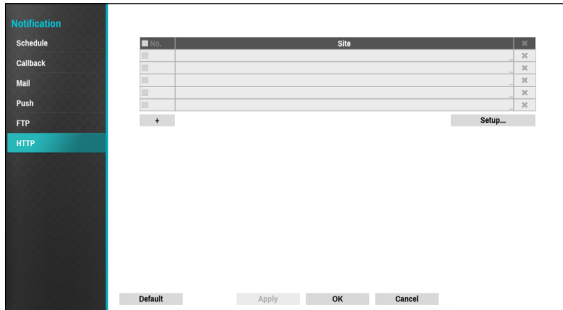 Notification
Schedule
Callback
Mail
Push
FTP
HTTP
No. Site
+ Setup...
Default Apply OK Cancel